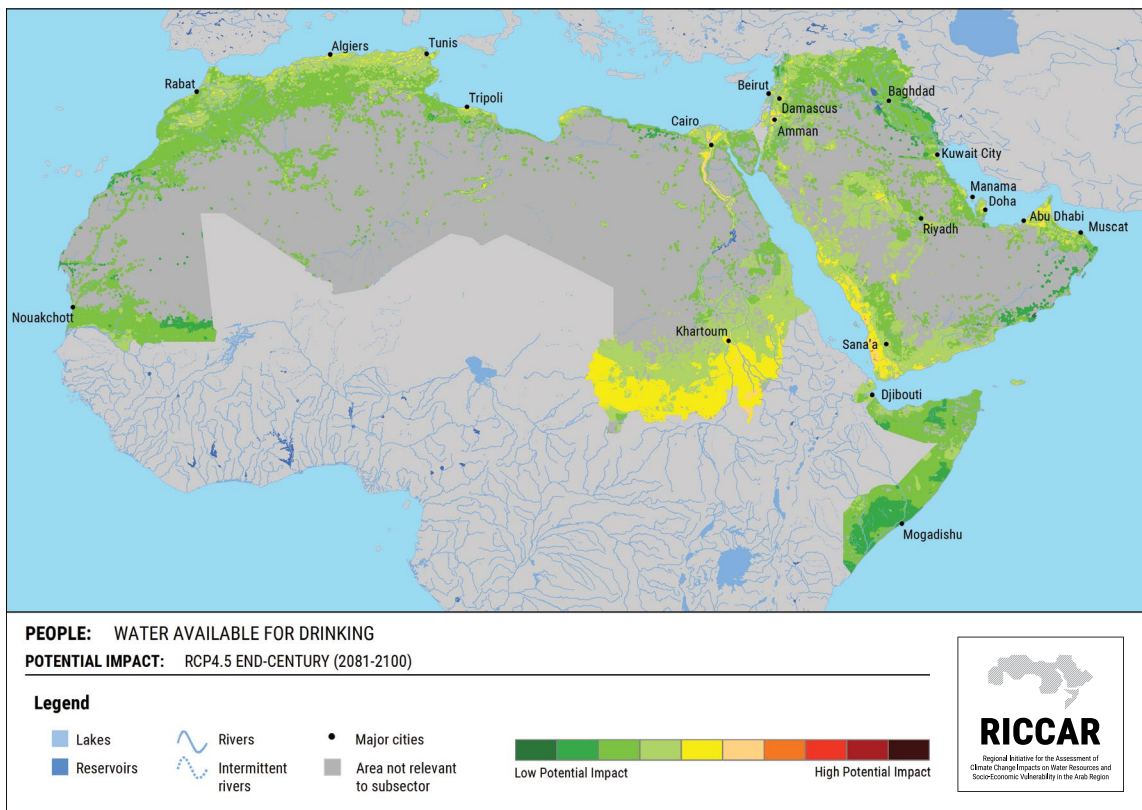 Algiers
Tunis
Rabat
Tripoli
Beirut
Damascus
Baghdad
Cairo
Amman
Kuwait City
Manama
Doha
Abu Dhabi
Muscat
Riyadh
Nouakchott
Khartoum
Sana'a
Djibouti
Mogadishu
PEOPLE: WATER AVAILABLE FOR DRINKING
POTENTIAL IMPACT: RCP4.5 END-CENTURY (2081-2100)
Legend
Lakes
Reservoirs
Rivers
Intermittent
rivers
Major cities
Area not relevant
to subsector
Low Potential Impact
High Potential Impact
RICCAR
Regional Initiative for the Assessment of
Climate Change Impacts on Water Resources and
Socio-Economic Vulnerability in the Arab Region